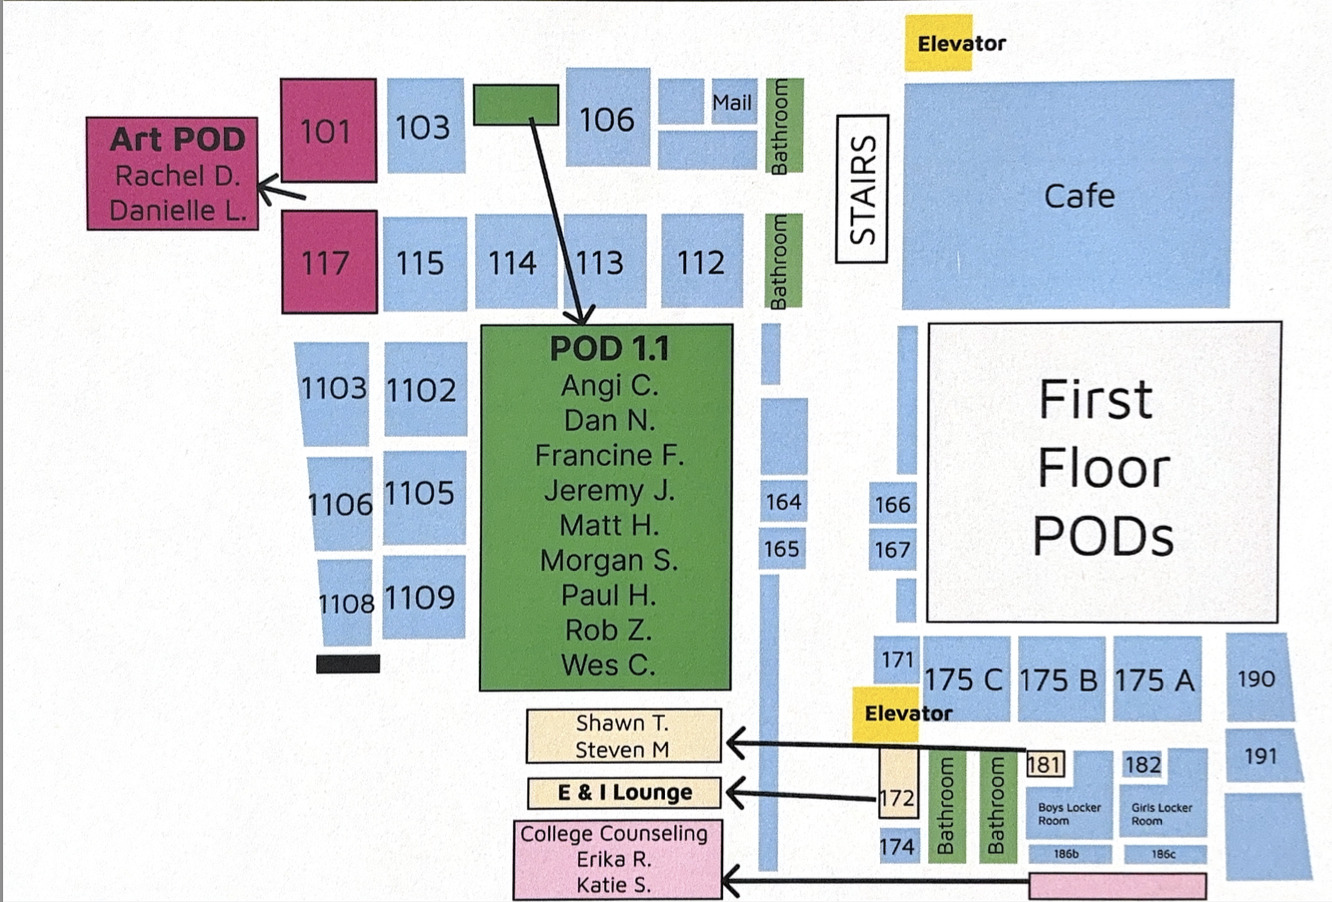 Elevator
101
103
106
Mail
Bathroom
STAIRS
Cafe
Art POD
Rachel D.
Danielle L.
117
115
114
113
112
Bathroom
1103
1102
1106
1105
1108
1109
POD 1.1
Angi C.
Dan N.
Francine F.
Jeremy J.
Matt H.
Morgan S.
Paul H.
Rob Z.
Wes C.
164
165
166
167
First
Floor
PODs
171
175 C
175 B
175 A
190
Elevator
191
Shawn T.
Steven M
E & I Lounge
College Counseling
Erika R.
Katie S.
172
174
Bathroom
Bathroom
181
182
Boys Locker
Room
Girls Locker
Room
186b
186c